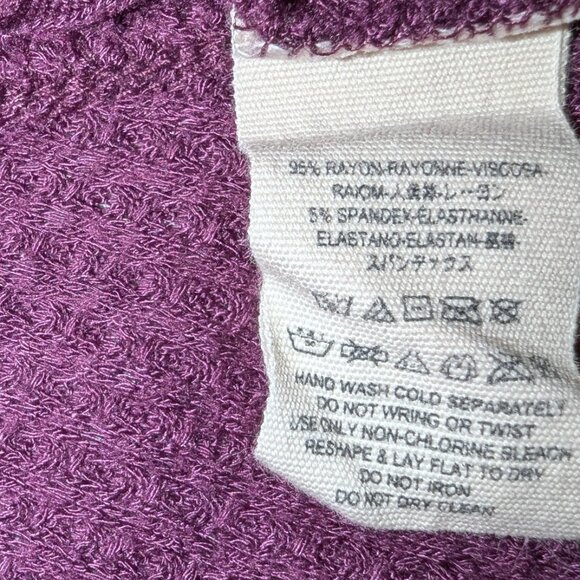 95% RAYON-RAYONNE-VISCOSA-
RAION-人造絲-レーヨン
5% SPANDEX-ELASTHANNE-
ELASTANO-ELASTAN-
スパンデックス
HAND WASH COLD SEPARATELY
DO NOT WRING OR TWIST
USE ONLY NON-CHLORINE BLEACH
RESHAPE & LAY FLAT TO DRY
DO NOT IRON
DO NOT DRY CLEAN